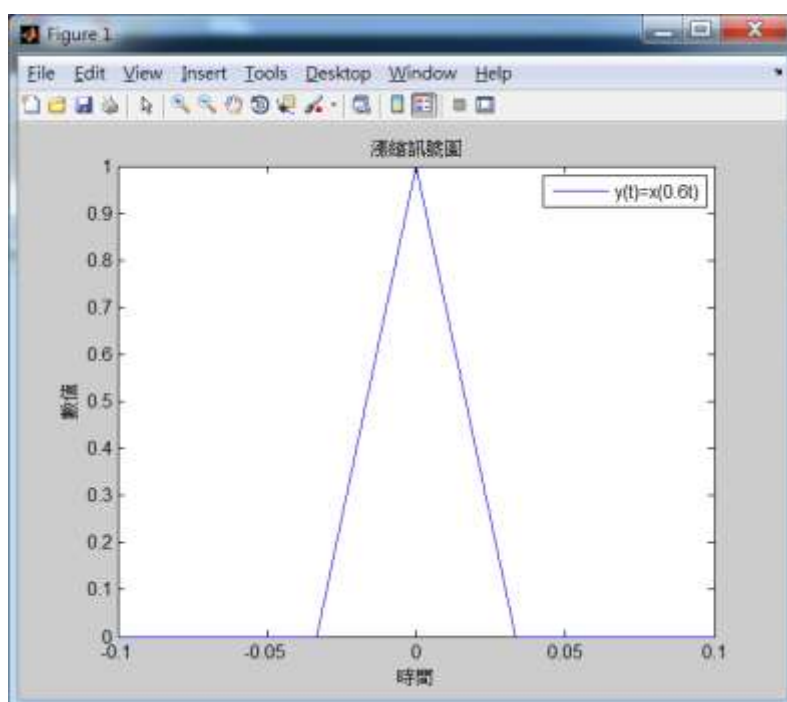 Figure 1
File Edit View Insert Tools Desktop Window Help
漲縮訊號圖
y(t)=x(0.6t)
1
0.9
0.8
0.7
0.6
0.5
0.4
0.3
0.2
0.1
0
數值
-0.1 -0.05 0 0.05 0.1
時間